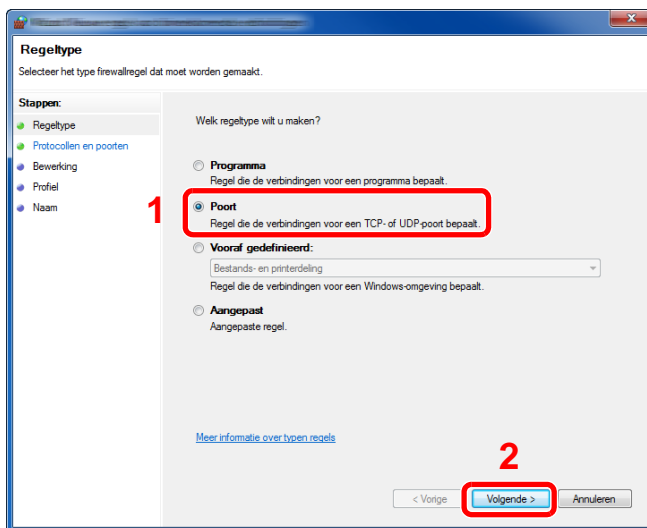 Regeltype
Selecteer het type firewallregel dat moet worden gemaakt.
Stappen:
Regeltype
Protocollen en poorten
Bewerking
Profiel
Naam
Welk regeltype wilt u maken?
Programma
Regel die de verbindingen voor een programma bepaalt.
1
Poort
Regel die de verbindingen voor een TCP- of UDP-poort bepaalt.
Vooraf gedefinieerd:
Bestands- en printerdeling
Regel die de verbindingen voor een Windows-omgeving bepaalt.
Aangepast
Aangepaste regel.
Meer informatie over typen regels
2
< Vorige
Volgende >
Annuleren